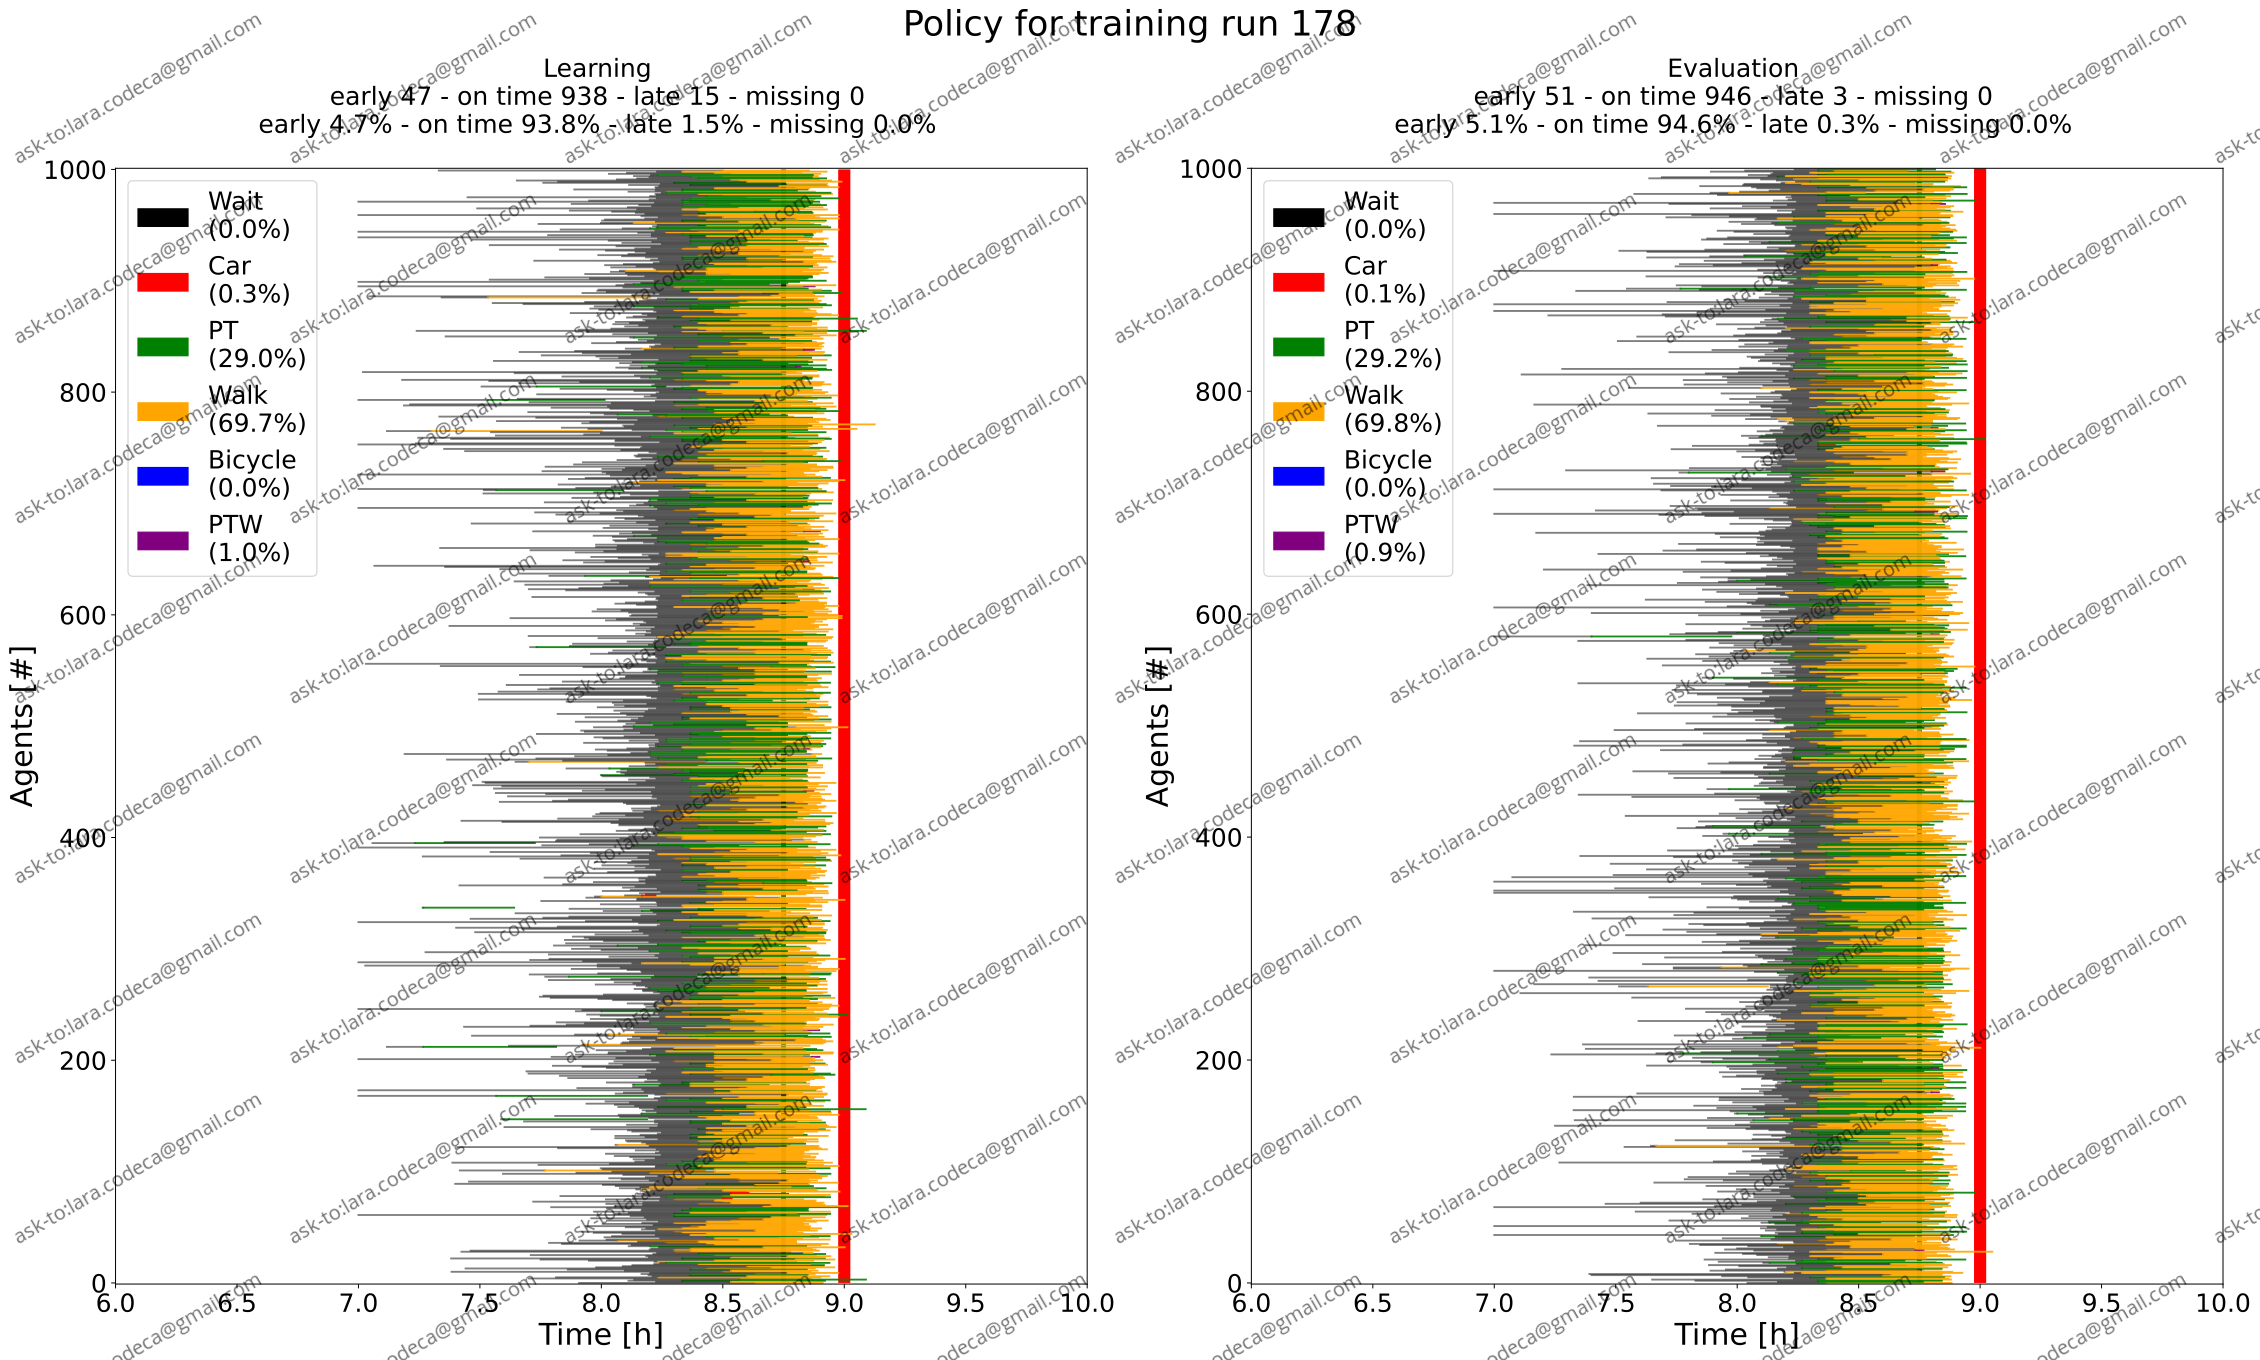 Policy for training run 178
Learning
early 47 - on time 938 - late 15 - missing 0
early 4.7% - on time 93.8% - late 1.5% - missing 0.0%
1000
800
600
400
200
0
Agents [#]
Wait
(0.0%)
Car
(0.3%)
PT
(29.0%)
Walk
(69.7%)
Bicycle
(0.0%)
PTW
(1.0%)
6.0 6.5 7.0 7.5 8.0 8.5 9.0 9.5 10.0
Time [h]
Evaluation
early 51 - on time 946 - late 3 - missing 0
early 5.1% - on time 94.6% - late 0.3% - missing 0.0%
1000
800
600
400
200
0
Agents [#]
Wait
(0.0%)
Car
(0.1%)
PT
(29.2%)
Walk
(69.8%)
Bicycle
(0.0%)
PTW
(0.9%)
6.0 6.5 7.0 7.5 8.0 8.5 9.0 9.5 10.0
Time [h]
ask-to:lara.codeca@gmail.com